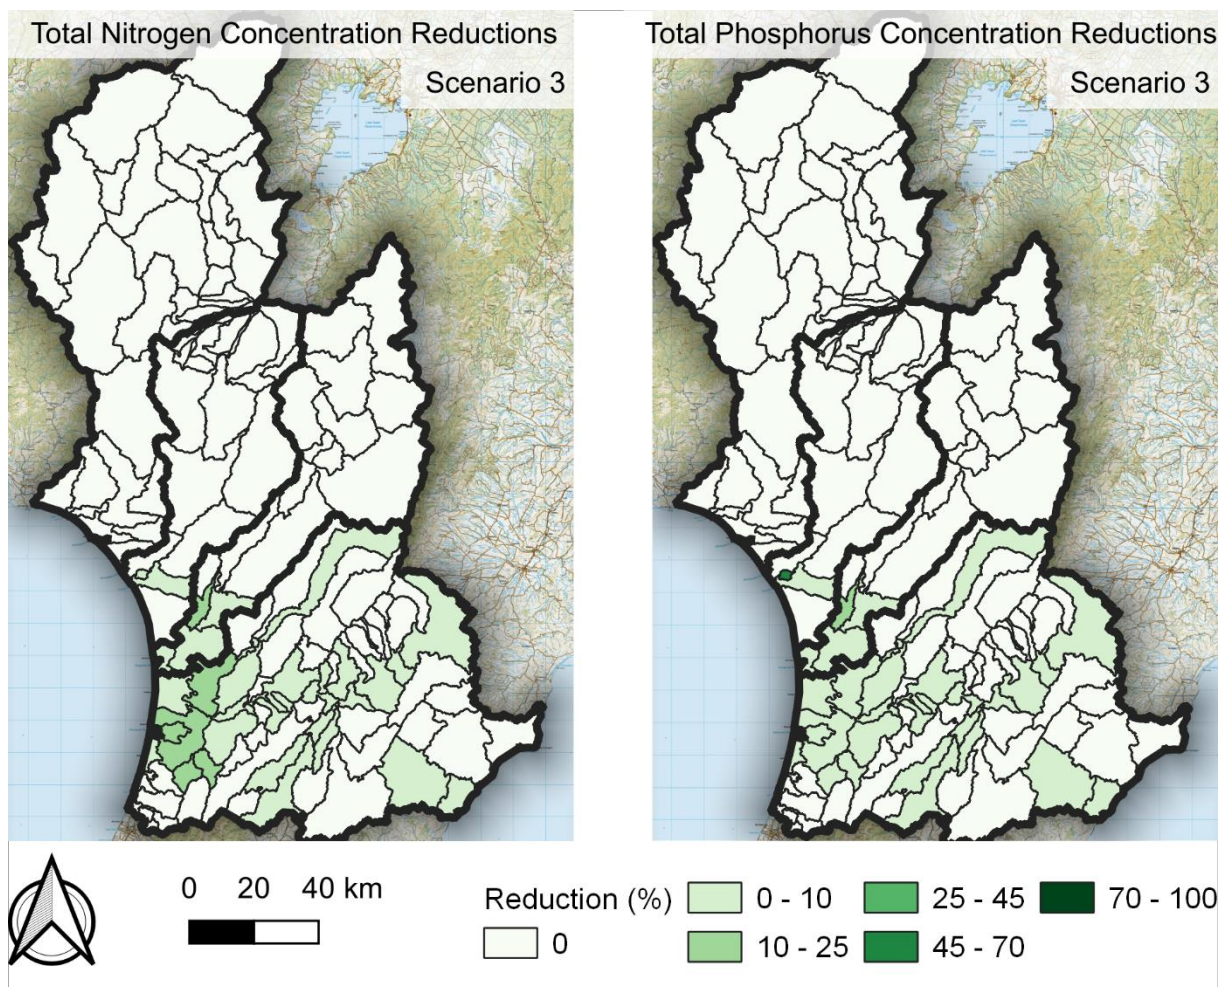 Total Nitrogen Concentration Reductions
Scenario 3
Total Phosphorus Concentration Reductions
Scenario 3
0 20 40 km
Reduction (%)
0
0 - 10
10 - 25
25 - 45
45 - 70
70 - 100